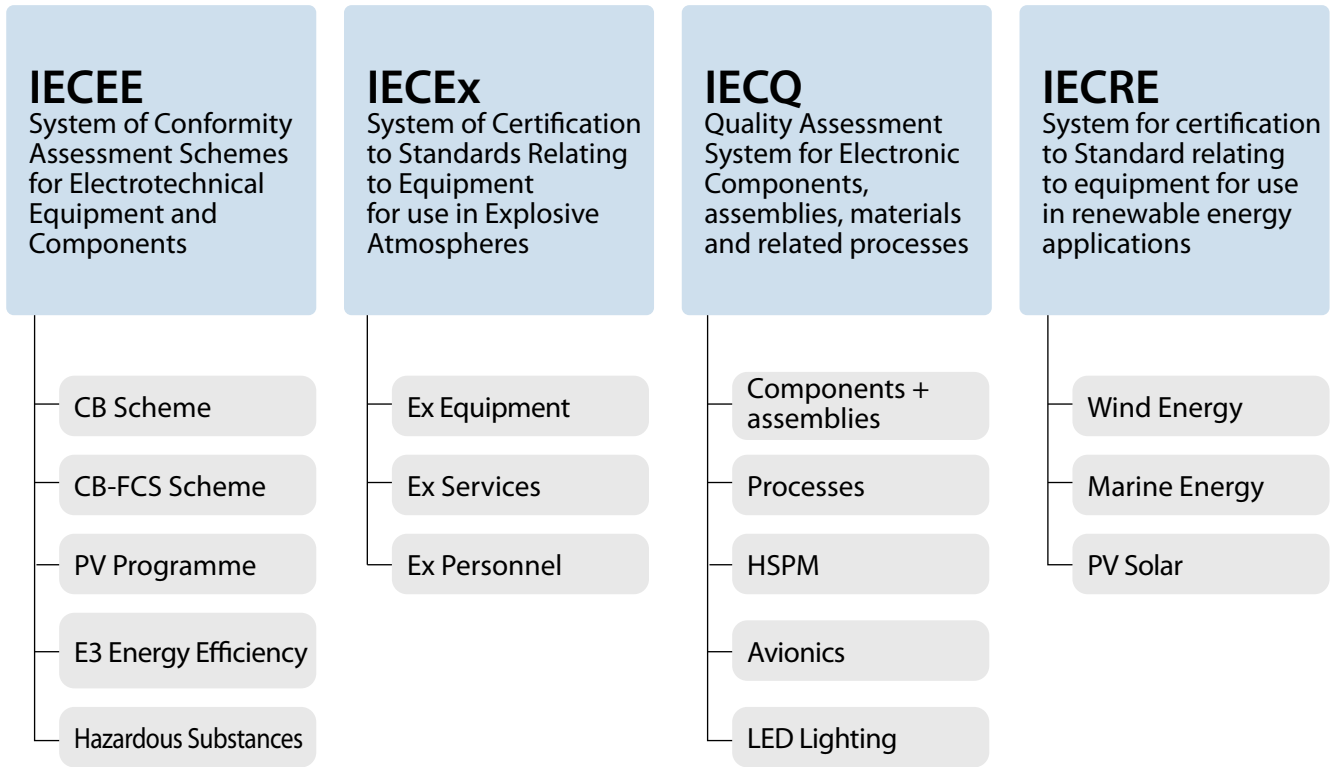 IECEE
System of Conformity
Assessment Schemes
for Electrotechnical
Equipment and
Components
CB Scheme
CB-FCS Scheme
PV Programme
E3 Energy Efficiency
Hazardous Substances
IECEx
System of Certification
to Standards Relating
to Equipment
for use in Explosive
Atmospheres
Ex Equipment
Ex Services
Ex Personnel
IECQ
Quality Assessment
System for Electronic
Components,
assemblies, materials
and related processes
Components +
assemblies
Processes
HSPM
Avionics
LED Lighting
IECRE
System for certification
to Standard relating
to equipment for use
in renewable energy
applications
Wind Energy
Marine Energy
PV Solar